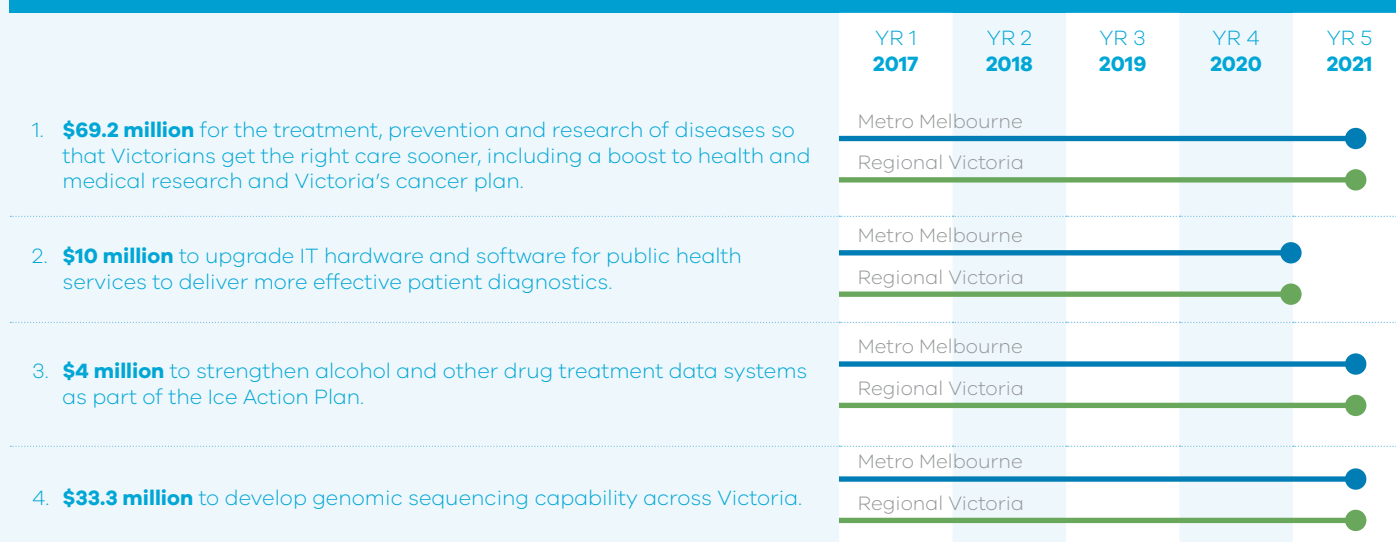 YR 1 YR 2 YR 3 YR 4 YR 5
2017 2018 2019 2020 2021
1. $69.2 million for the treatment, prevention and research of diseases so
that Victorians get the right care sooner, including a boost to health and
medical research and Victoria's cancer plan.
Metro Melbourne
Regional Victoria
2. $10 million to upgrade IT hardware and software for public health
services to deliver more effective patient diagnostics.
Metro Melbourne
Regional Victoria
3. $4 million to strengthen alcohol and other drug treatment data systems
as part of the Ice Action Plan.
Metro Melbourne
Regional Victoria
4. $33.3 million to develop genomic sequencing capability across Victoria.
Metro Melbourne
Regional Victoria